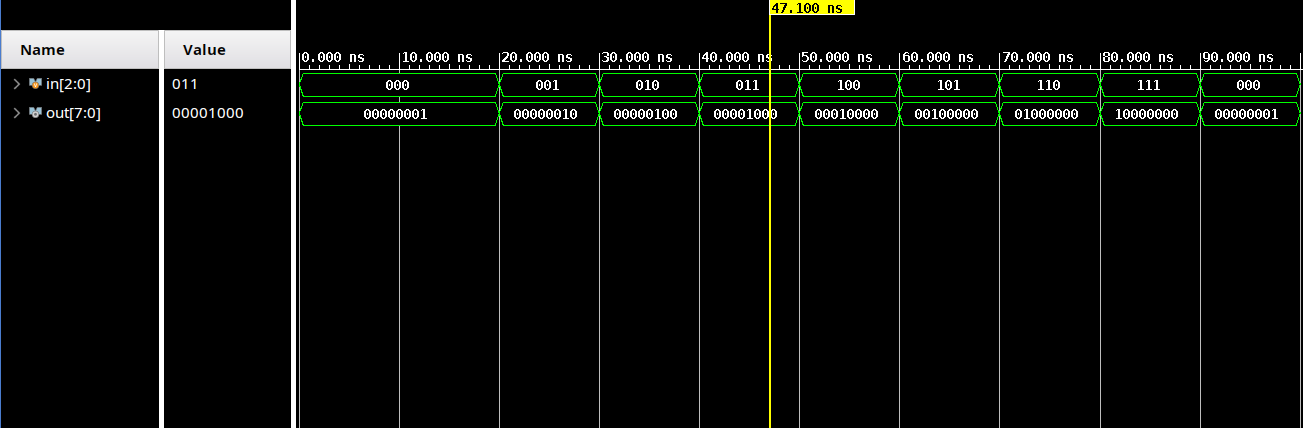 47.100 ns
Name Value
0.000 ns 10.000 ns 20.000 ns 30.000 ns 40.000 ns 50.000 ns 60.000 ns 70.000 ns 80.000 ns 90.000 ns
in[2:0] 011 000 001 010 011 100 101 110 111 000
out[7:0] 00001000 00000001 00000010 00000100 00001000 00010000 00100000 01000000 10000000 00000001